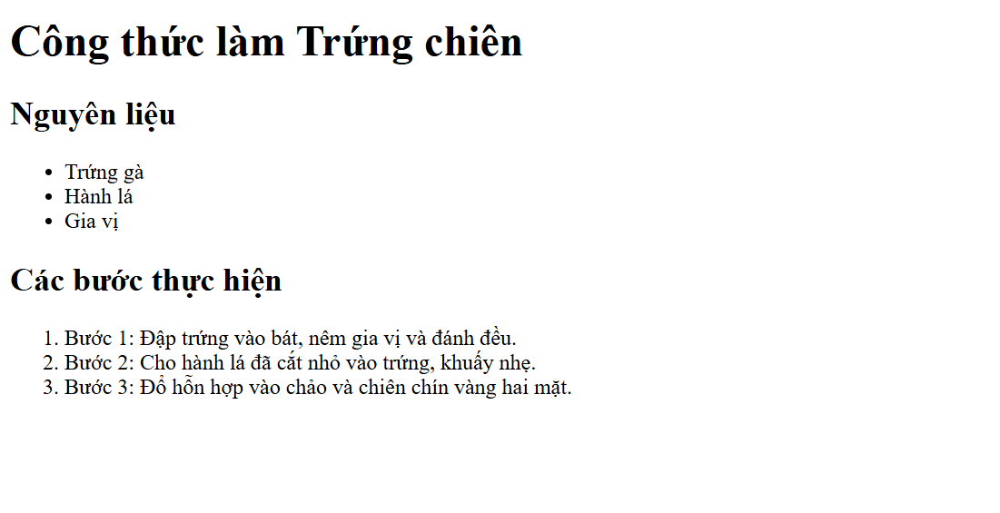 Công thức làm Trứng chiên
Nguyên liệu
• Trứng gà
• Hành lá
• Gia vị
Các bước thực hiện
1. Bước 1: Đập trứng vào bát, nêm gia vị và đánh đều.
2. Bước 2: Cho hành lá đã cắt nhỏ vào trứng, khuấy nhẹ.
3. Bước 3: Đổ hỗn hợp vào chảo và chiên chín vàng hai mặt.